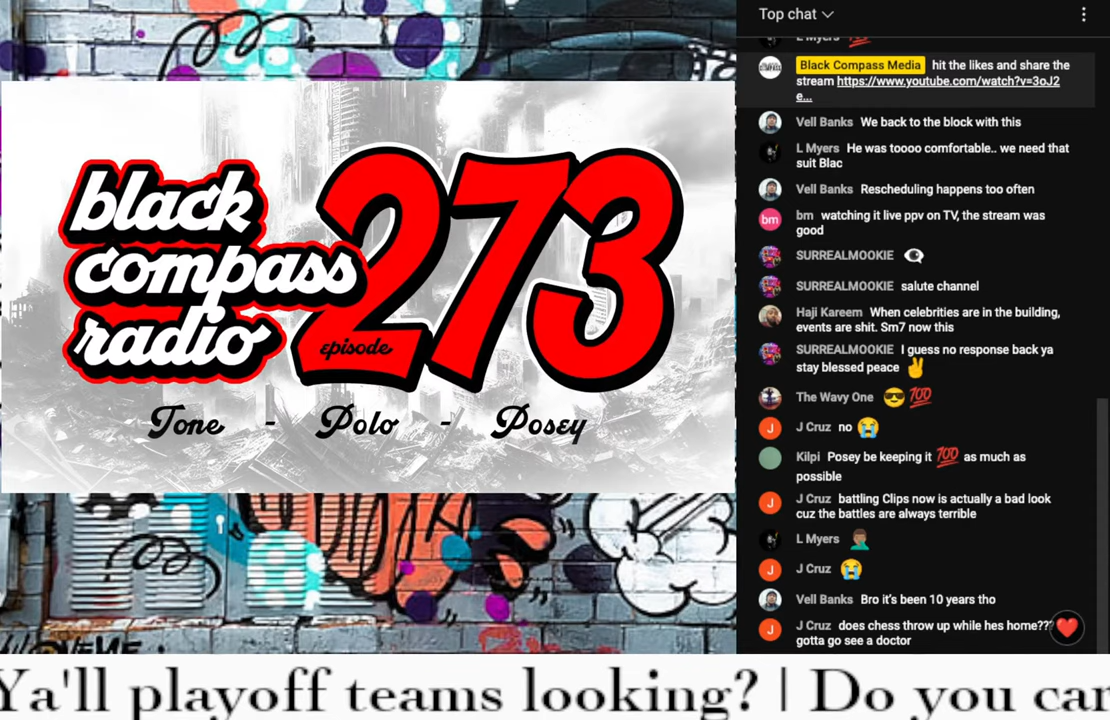 black
compass
radio
273
episode
Tone - Polo - Posey
Top chat
L Myers 💯
Black Compass Media hit the likes and share the
stream https://www.youtube.com/watch?v=3oJ2
e...
Vell Banks We back to the block with this
L Myers He was toooo comfortable.. we need that
suit Blac
Vell Banks Rescheduling happens too often
bm bm watching it live ppv on TV, the stream was
good
SURREALMOOKIE 👁️‍🗨️
SURREALMOOKIE salute channel
Haji Kareem When celebrities are in the building,
events are shit. Sm7 now this
SURREALMOOKIE I guess no response back ya
stay blessed peace ✌️
The Wavy One 😎💯
J J Cruz no 😭
Kilpi Posey be keeping it 💯 as much as
possible
J J Cruz battling Clips now is actually a bad look
cuz the battles are always terrible
L Myers 🤦🏾‍♂️
J J Cruz 😭
Vell Banks Bro it's been 10 years tho
J J Cruz does chess throw up while hes home???
gotta go see a doctor
Ya'll playoff teams looking? | Do you car